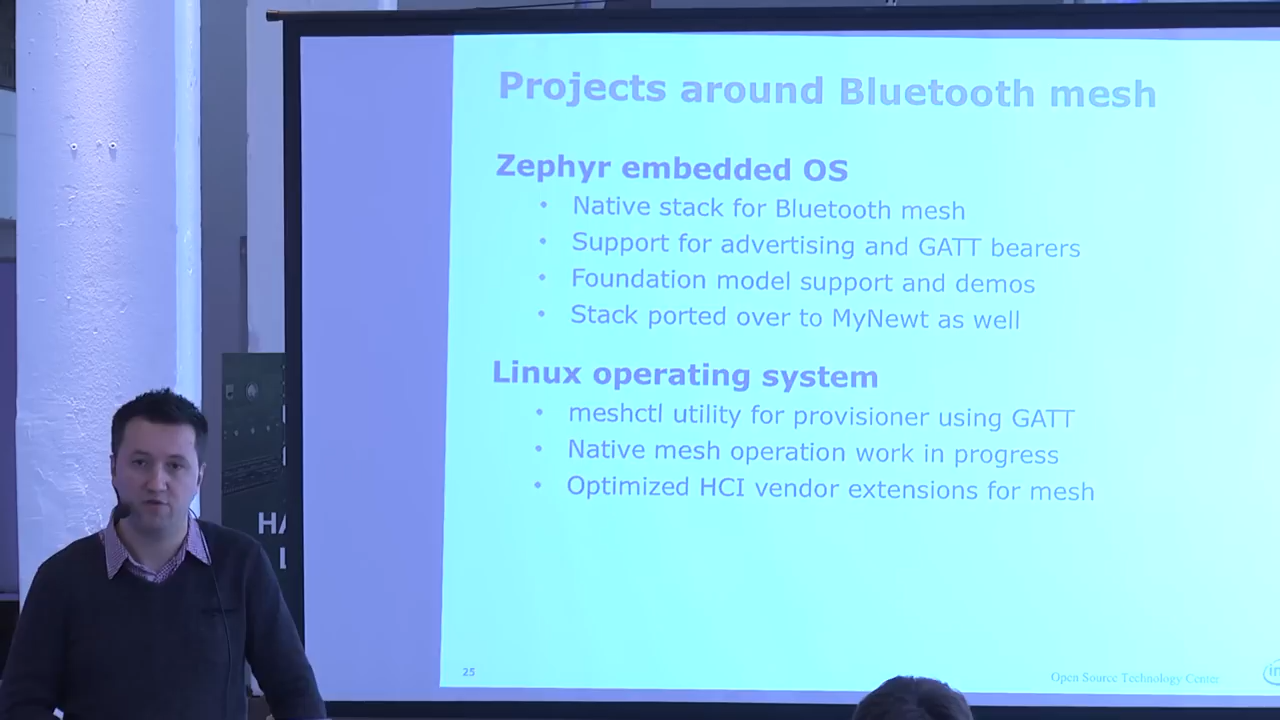 Projects around Bluetooth mesh
Zephyr embedded OS
• Native stack for Bluetooth mesh
• Support for advertising and GATT bearers
• Foundation model support and demos
• Stack ported over to MyNewt as well
Linux operating system
• meshctl utility for provisioner using GATT
• Native mesh operation work in progress
• Optimized HCI vendor extensions for mesh
25
Open Source Technology Center
HA